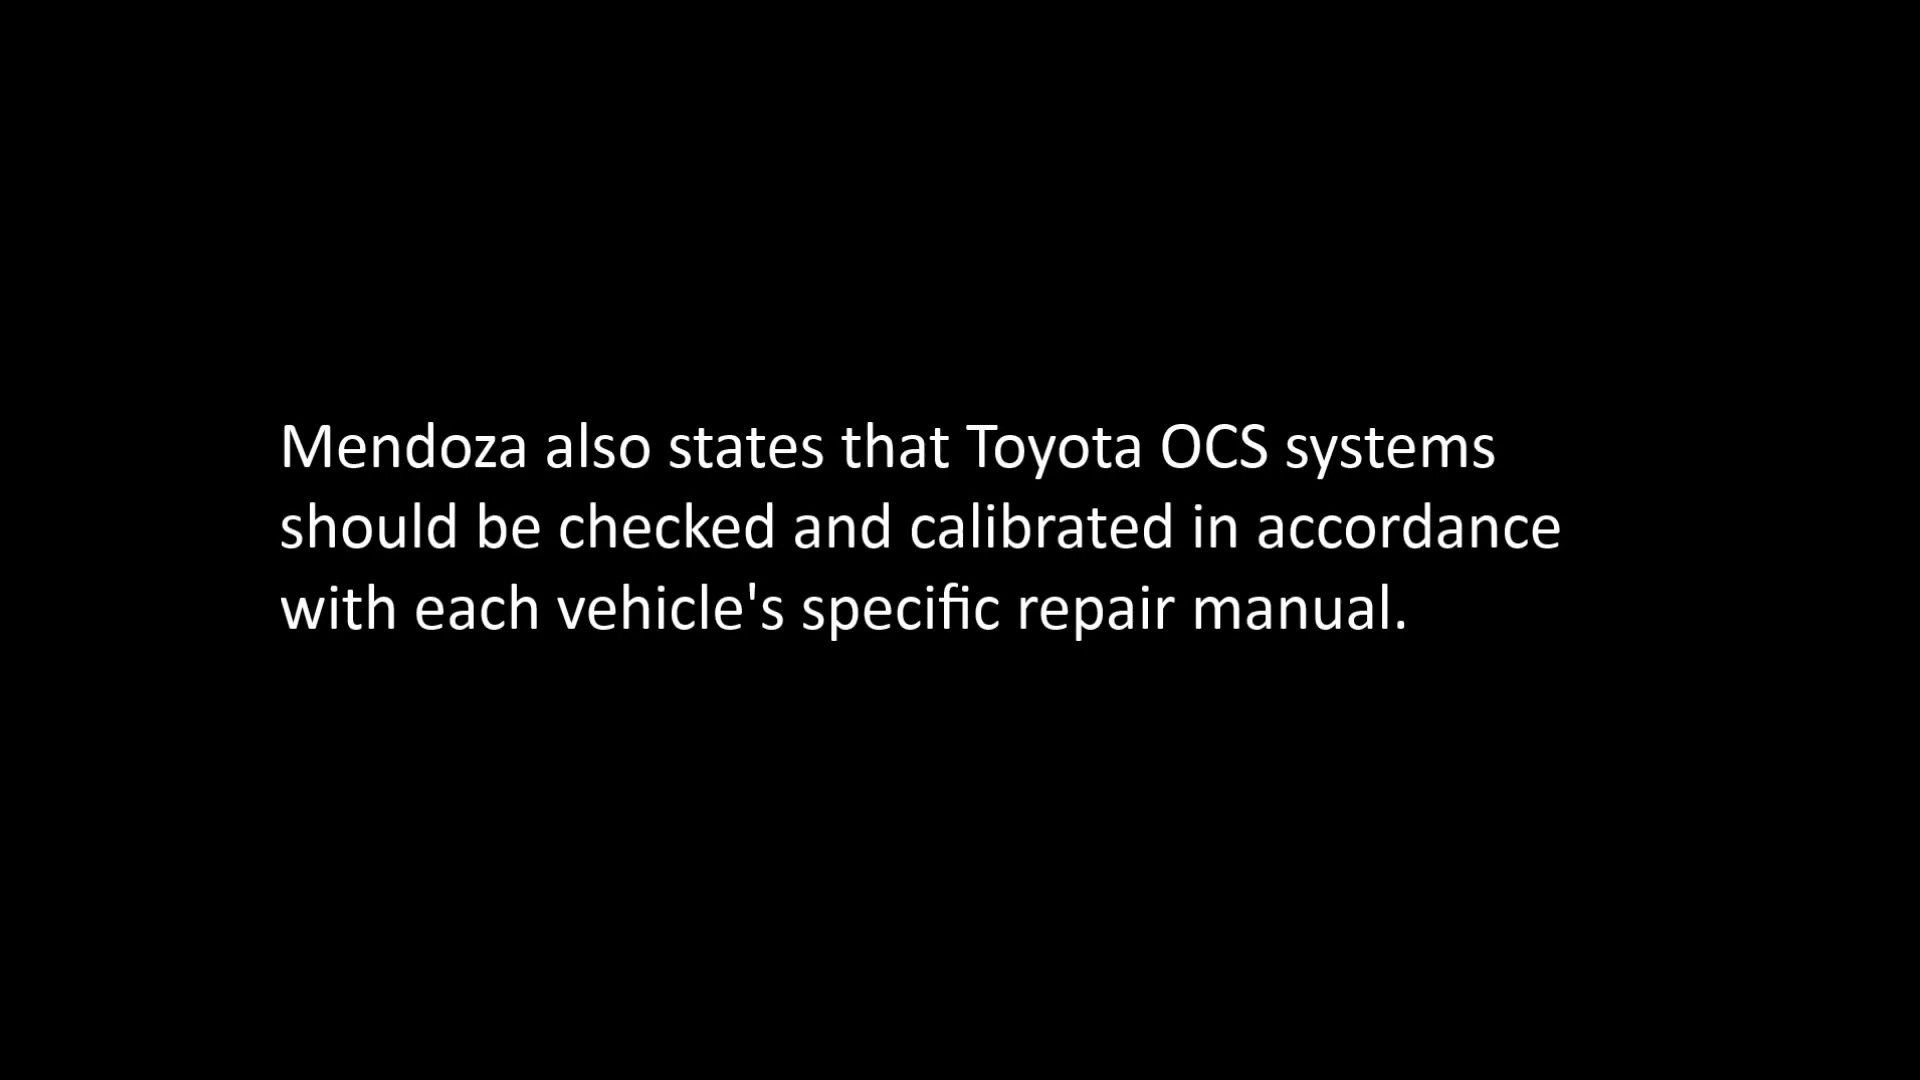 Mendoza also states that Toyota OCS systems
should be checked and calibrated in accordance
with each vehicle's specific repair manual.